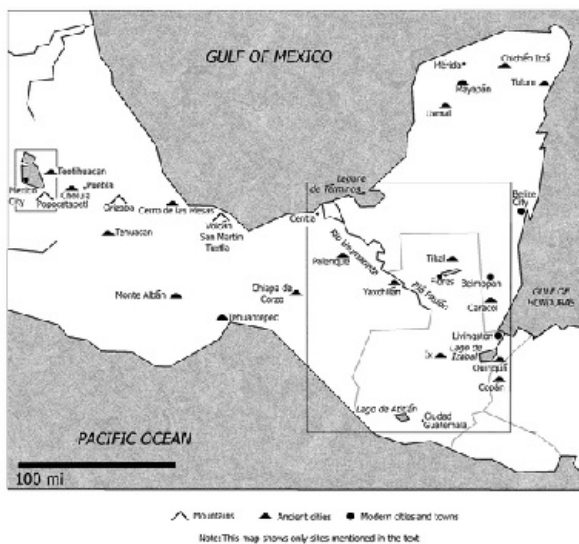 GULF OF MEXICO
Mérida
Chichén Itzá
Mayapán
Tulum
Uxmal
Teotihuacan
Mexico
City
Cholula
Popocatepetl
Orizaba
Cerro de las Mesas
Volcán
San Martin
Tuxtla
Tehuacan
Laguna
de Términos
Centla
Belize
City
Río Usumacinta
Palenque
Yaxchilán
Río Pasión
Tikal
Flores
Belmopan
Caracol
GULF OF
HONDURAS
Monte Albán
Chiapa de
Corzo
Tehuantepec
Livingston
Lago de
Izabal
Quiriguá
Copán
Lago de Atitlán
Ciudad
Guatemala
PACIFIC OCEAN
100 mi
Mountains
Ancient cities
Modern cities and towns
Note: This map shows only sites mentioned in the text